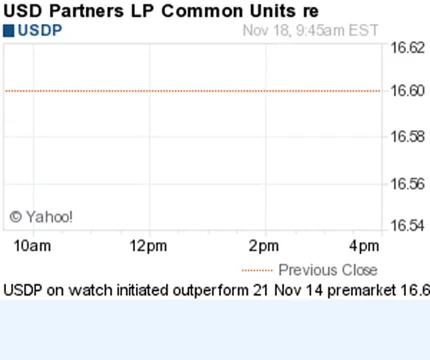 USD Partners LP Common Units re
USDP Nov 18, 9:45am EST
16.62
16.60
16.58
16.56
16.54
© Yahoo!
10am 12pm 2pm 4pm
Previous Close
USDP on watch initiated outperform 21 Nov 14 premarket 16.6